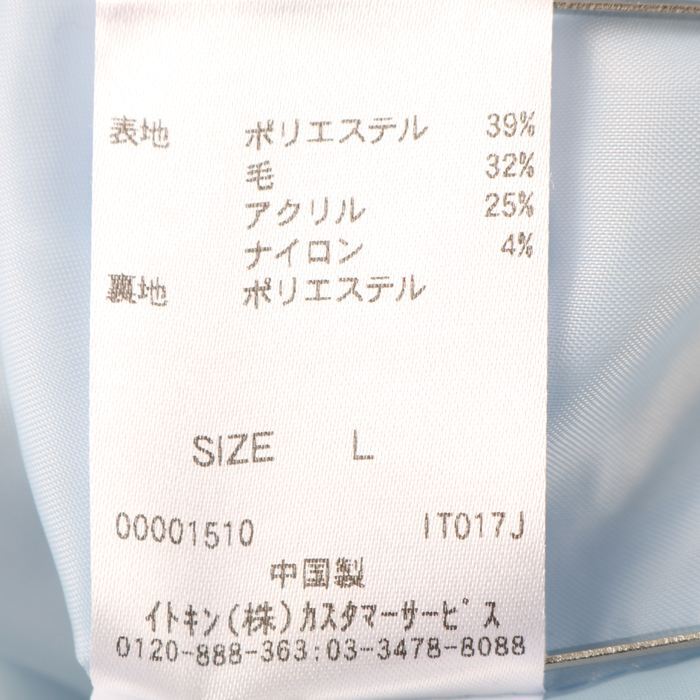 表地 ポリエステル 39%
毛 32%
アクリル 25%
ナイロン 4%
裏地 ポリエステル
SIZE L
00001510 IT017J
中国製
イトキン(株)カスタマーサービス
0120-888-363:03-3478-8088